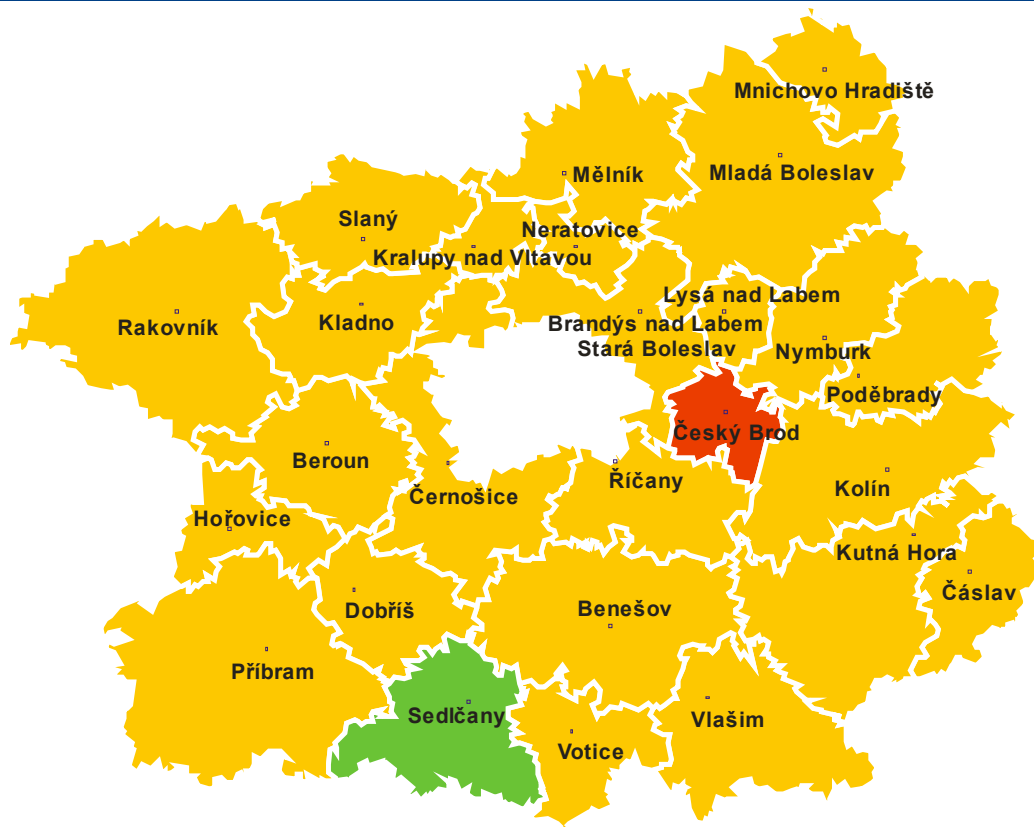 Mnichovo Hradiště
Mělník
Mladá Boleslav
Slaný
Neratovice
Kralupy nad Vltavou
Lysá nad Labem
Rakovník
Kladno
Brandýs nad Labem
Stará Boleslav
Nymburk
Poděbrady
Český Brod
Beroun
Černošice
Říčany
Kolín
Hořovice
Kutná Hora
Čáslav
Dobříš
Benešov
Příbram
Sedlčany
Vlašim
Votice